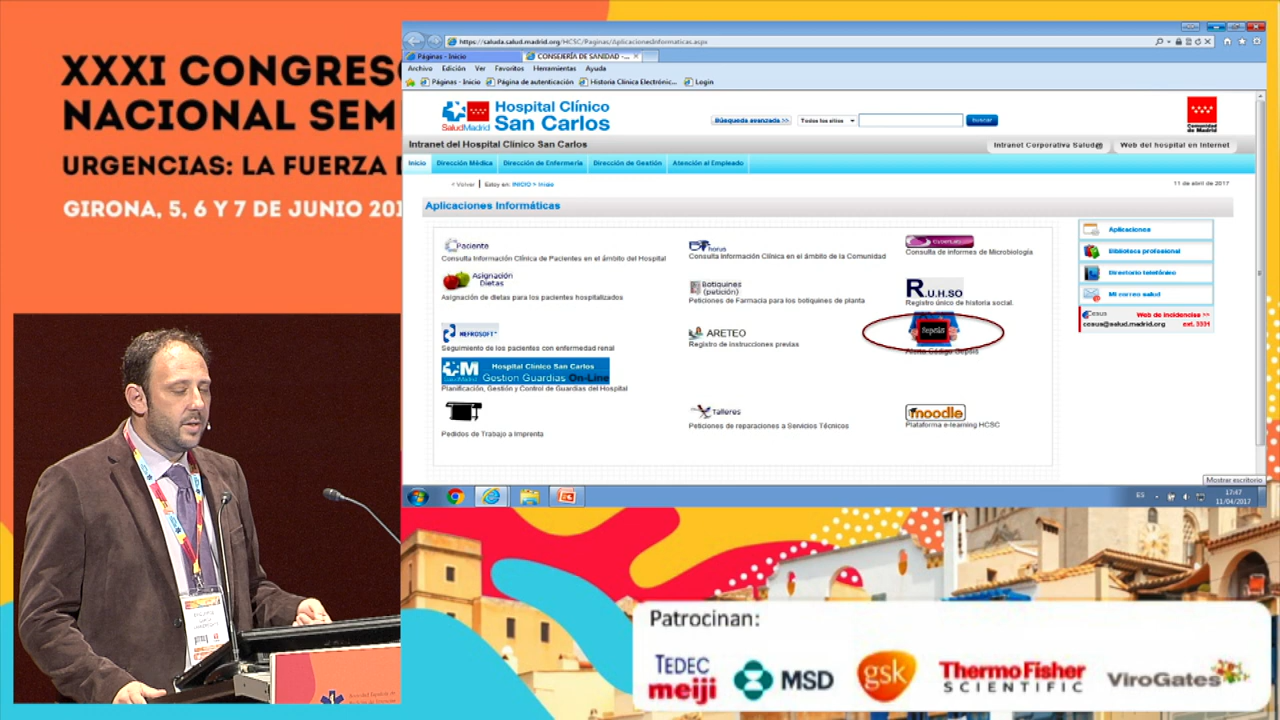 XXXI CONGRES
NACIONAL SEM
URGENCIAS: LA FUERZA
GIRONA, 5, 6 Y 7 DE JUNIO 201
https://saluda.salud.madrid.org/HCSC/Paginas/AplicacionesInformaticas.aspx
Páginas - Inicio
CONSEJERÍA DE SANIDAD -...
Archivo Edición Ver Favoritos Herramientas Ayuda
Páginas - Inicio Página de autenticación Historia Clínica Electrónic... Login
SaludMadrid
Hospital Clínico
San Carlos
Búsqueda avanzada >> Todos los sitios buscar
Comunidad
de Madrid
Intranet del Hospital Clínico San Carlos
Intranet Corporativa Salud@ Web del hospital en Internet
Inicio Dirección Médica Dirección de Enfermería Dirección de Gestión Atención al Empleado
< Volver Estoy en: INICIO > Inicio
11 de abril de 2017
Aplicaciones Informáticas
Paciente
Consulta Información Clínica de Pacientes en el ámbito del Hospital
Horus
Consulta Información Clínica en el ámbito de la Comunidad
Consulta de informes de Microbiología
Asignación
Dietas
Asignación de dietas para los pacientes hospitalizados
Botiquines
(petición)
Peticiones de Farmacia para los botiquines de planta
R.U.H.SO
Registro único de historia social.
NEFROSOFT
Seguimiento de los pacientes con enfermedad renal
ARETEO
Registro de instrucciones previas
Sepsis
Alerta Código Sepsis
Hospital Clínico San Carlos
Gestion Guardias On-Line
Planificación, Gestión y Control de Guardias del Hospital
Pedidos de Trabajo a Imprenta
Talleres
Peticiones de reparaciones a Servicios Técnicos
moodle
Plataforma e-learning HCSC
Aplicaciones
Biblioteca profesional
Directorio telefónico
Mi correo salud
Cesus Web de incidencias >>
cesus@salud.madrid.org ext. 3331
Mostrar escritorio
ES
17:47
11/04/2017
Patrocinan:
TEDEC
meiji
MSD
gsk
ThermoFisher
SCIENTIFIC
ViroGates